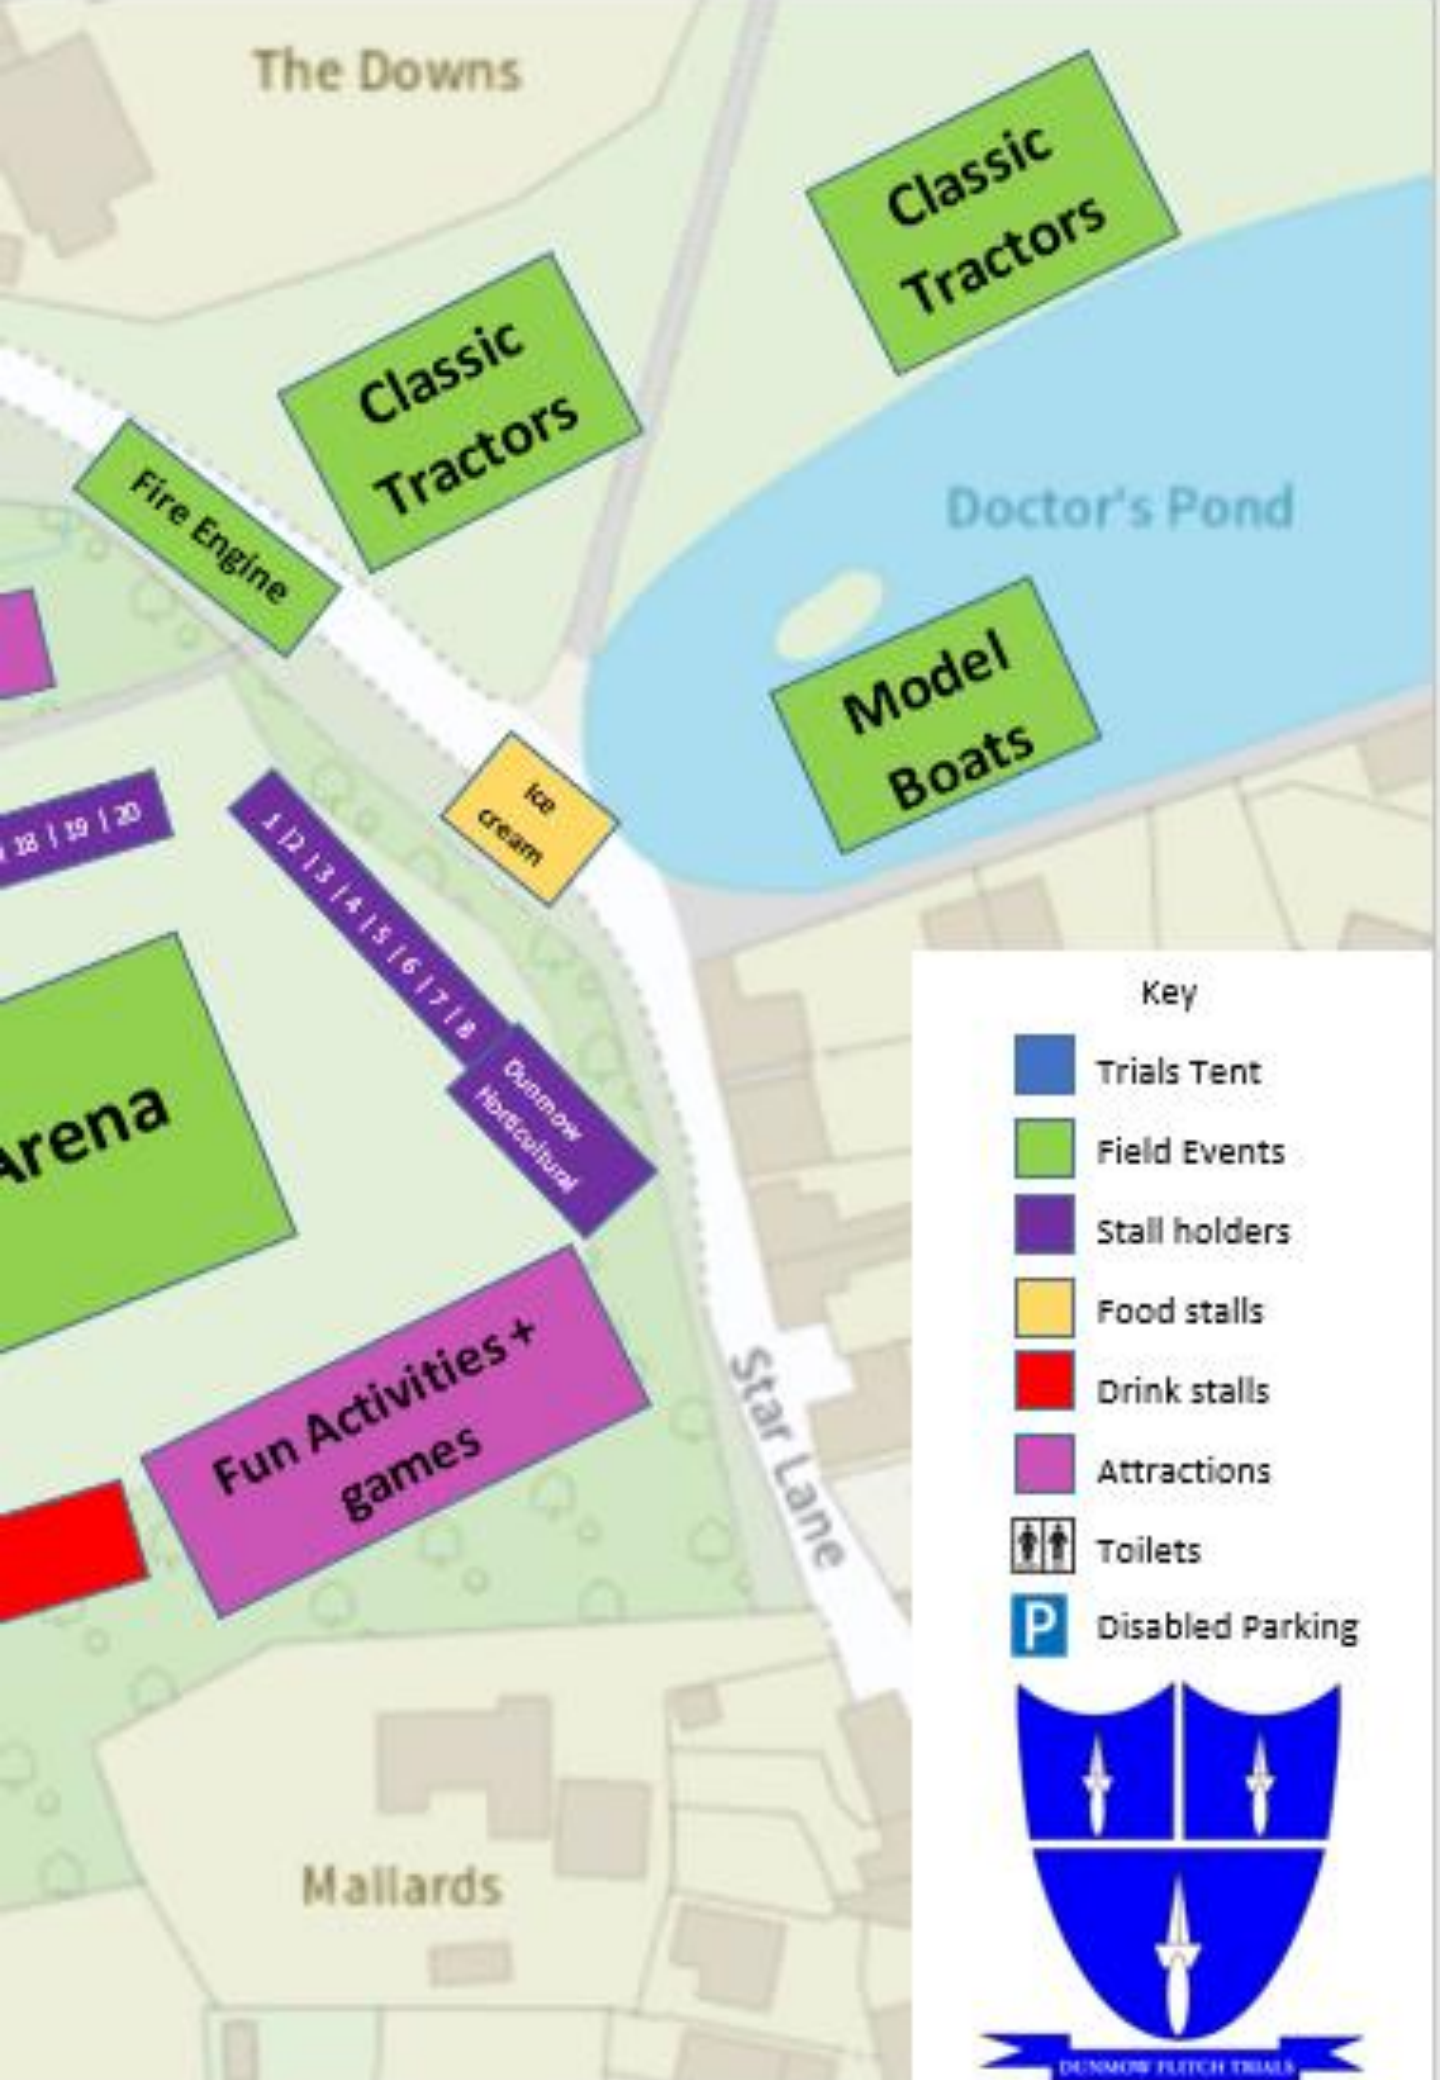 The Downs
Classic
Tractors
Classic
Tractors
Fire Engine
Doctor's Pond
Model
Boats
Ice
cream
18 | 19 | 20
1 | 2 | 3 | 4 | 5 | 6 | 7 | 8
Dunmow
Horticultural
Arena
Fun Activities +
games
Star Lane
Mallards
Key
Trials Tent
Field Events
Stall holders
Food stalls
Drink stalls
Attractions
Toilets
P Disabled Parking
DUNMOW FLITCH TRIALS